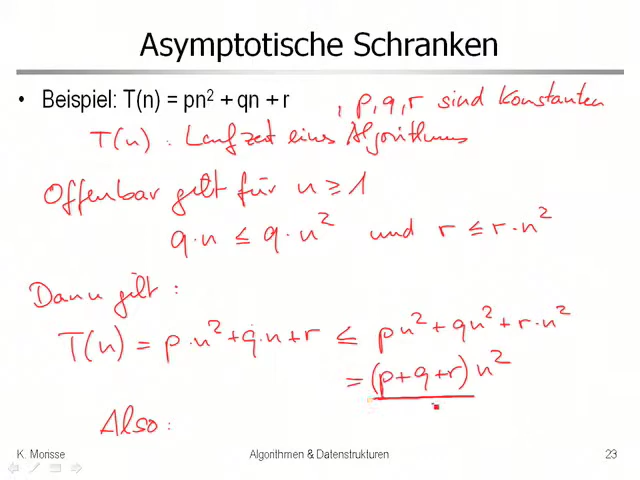 Asymptotische Schranken
• Beispiel: T(n) = pn² + qn + r , p, q, r sind Konstanten
T(n) : Laufzeit eines Algorithmus
Offenbar gilt für n ≥ 1
q·n ≤ q·n² und r ≤ r·n²
Dann gilt :
T(n) = p·n² + q·n + r ≤ pn² + qn² + r·n²
= (p+q+r) n²
Also :
K. Morisse Algorithmen & Datenstrukturen 23